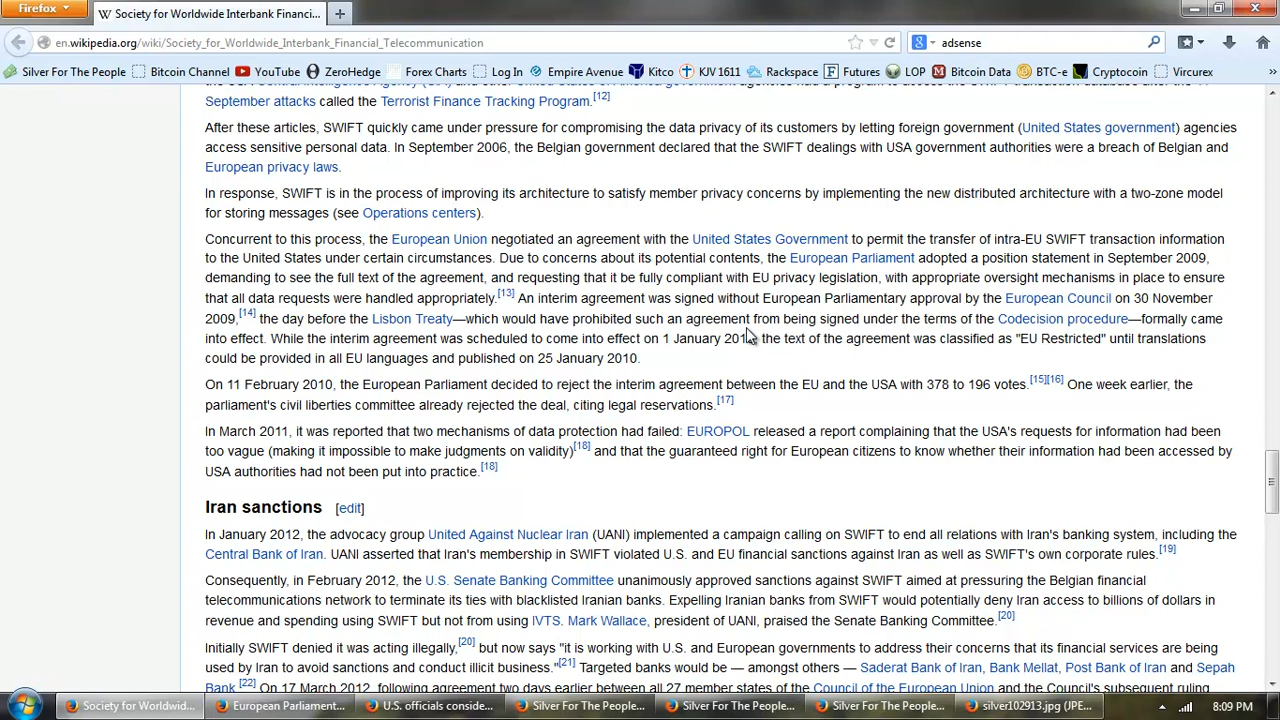 Firefox
Society for Worldwide Interbank Financi...
en.wikipedia.org/wiki/Society_for_Worldwide_Interbank_Financial_Telecommunication
adsense
Silver For The People Bitcoin Channel YouTube ZeroHedge Forex Charts Log In Empire Avenue Kitco KJV 1611 Rackspace Futures LOP Bitcoin Data BTC-e Cryptocoin Vircurex »
September attacks called the Terrorist Finance Tracking Program.[12]
After these articles, SWIFT quickly came under pressure for compromising the data privacy of its customers by letting foreign government (United States government) agencies
access sensitive personal data. In September 2006, the Belgian government declared that the SWIFT dealings with USA government authorities were a breach of Belgian and
European privacy laws.
In response, SWIFT is in the process of improving its architecture to satisfy member privacy concerns by implementing the new distributed architecture with a two-zone model
for storing messages (see Operations centers).
Concurrent to this process, the European Union negotiated an agreement with the United States Government to permit the transfer of intra-EU SWIFT transaction information
to the United States under certain circumstances. Due to concerns about its potential contents, the European Parliament adopted a position statement in September 2009,
demanding to see the full text of the agreement, and requesting that it be fully compliant with EU privacy legislation, with appropriate oversight mechanisms in place to ensure
that all data requests were handled appropriately.[13] An interim agreement was signed without European Parliamentary approval by the European Council on 30 November
2009,[14] the day before the Lisbon Treaty—which would have prohibited such an agreement from being signed under the terms of the Codecision procedure—formally came
into effect. While the interim agreement was scheduled to come into effect on 1 January the text of the agreement was classified as "EU Restricted" until translations
could be provided in all EU languages and published on 25 January 2010.
On 11 February 2010, the European Parliament decided to reject the interim agreement between the EU and the USA with 378 to 196 votes.[15][16] One week earlier, the
parliament's civil liberties committee already rejected the deal, citing legal reservations.[17]
In March 2011, it was reported that two mechanisms of data protection had failed: EUROPOL released a report complaining that the USA's requests for information had been
too vague (making it impossible to make judgments on validity)[18] and that the guaranteed right for European citizens to know whether their information had been accessed by
USA authorities had not been put into practice.[18]
Iran sanctions [edit]
In January 2012, the advocacy group United Against Nuclear Iran (UANI) implemented a campaign calling on SWIFT to end all relations with Iran's banking system, including the
Central Bank of Iran. UANI asserted that Iran's membership in SWIFT violated U.S. and EU financial sanctions against Iran as well as SWIFT's own corporate rules.[19]
Consequently, in February 2012, the U.S. Senate Banking Committee unanimously approved sanctions against SWIFT aimed at pressuring the Belgian financial
telecommunications network to terminate its ties with blacklisted Iranian banks. Expelling Iranian banks from SWIFT would potentially deny Iran access to billions of dollars in
revenue and spending using SWIFT but not from using IVTS. Mark Wallace, president of UANI, praised the Senate Banking Committee.[20]
Initially SWIFT denied it was acting illegally,[20] but now says "it is working with U.S. and European governments to address their concerns that its financial services are being
used by Iran to avoid sanctions and conduct illicit business."[21] Targeted banks would be — amongst others — Saderat Bank of Iran, Bank Mellat, Post Bank of Iran and Sepah
Bank.[22] On 17 March 2012, following agreement two days earlier between all 27 member states of the Council of the European Union and the Council's subsequent ruling,
Society for Worldwid... European Parliament... U.S. officials conside... Silver For The People... Silver For The People... Silver For The People... silver102913.jpg (JPE... 8:09 PM